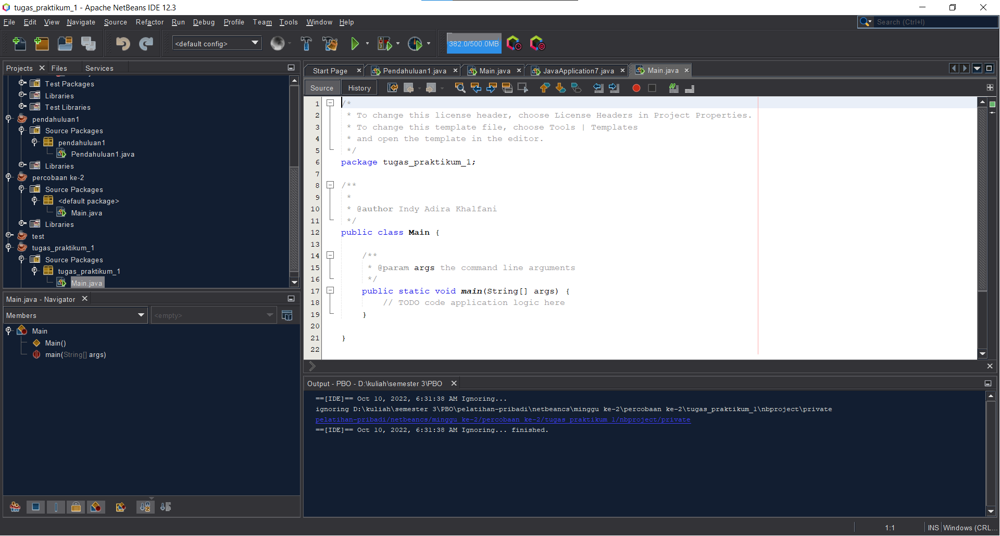 tugas_praktikum_1 - Apache NetBeans IDE 12.3
File Edit View Navigate Source Refactor Run Debug Profile Team Tools Window Help
Search (Ctrl+I)
<default config>
382.0/500.0MB
Projects Files Services
Test Packages
Libraries
Test Libraries
pendahuluan1
Source Packages
pendahuluan1
Pendahuluan1.java
Libraries
percobaan ke-2
Source Packages
<default package>
Main.java
Libraries
test
tugas_praktikum_1
Source Packages
tugas_praktikum_1
Main.java
Main.java - Navigator
Members
<empty>
Main
Main()
main(String[] args)
Start Page Pendahuluan1.java Main.java JavaApplication7.java Main.java
Source History
1 /*
2 * To change this license header, choose License Headers in Project Properties.
3 * To change this template file, choose Tools | Templates
4 * and open the template in the editor.
5 */
6 package tugas_praktikum_1;
7
8 /**
9 *
10 * @author Indy Adira Khalfani
11 */
12 public class Main {
13
14 /**
15 * @param args the command line arguments
16 */
17 public static void main(String[] args) {
18 // TODO code application logic here
19 }
20
21 }
22
Output - PBO - D:\kuliah\semester 3\PBO
==[IDE]== Oct 10, 2022, 6:31:38 AM Ignoring...
ignoring D:\kuliah\semester 3\PBO\pelatihan-pribadi\netbeancs\minggu ke-2\percobaan ke-2\tugas_praktikum_1\nbproject\private
pelatihan-pribadi/netbeancs/minggu ke-2/percobaan ke-2/tugas_praktikum_1/nbproject/private
==[IDE]== Oct 10, 2022, 6:31:38 AM Ignoring... finished.
1:1 INS Windows (CRL...